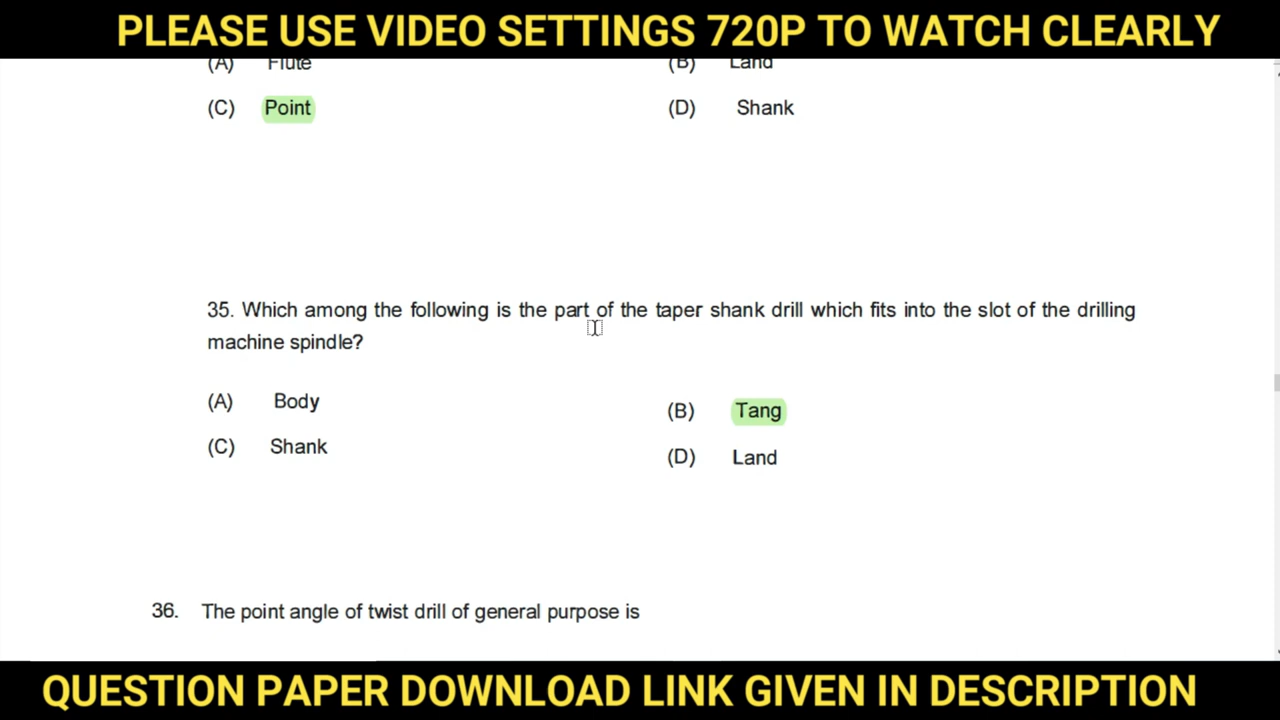 PLEASE USE VIDEO SETTINGS 720P TO WATCH CLEARLY
(A) Flute (B) Land
(C) Point (D) Shank
35. Which among the following is the part of the taper shank drill which fits into the slot of the drilling
machine spindle?
(A) Body (B) Tang
(C) Shank (D) Land
36. The point angle of twist drill of general purpose is
QUESTION PAPER DOWNLOAD LINK GIVEN IN DESCRIPTION